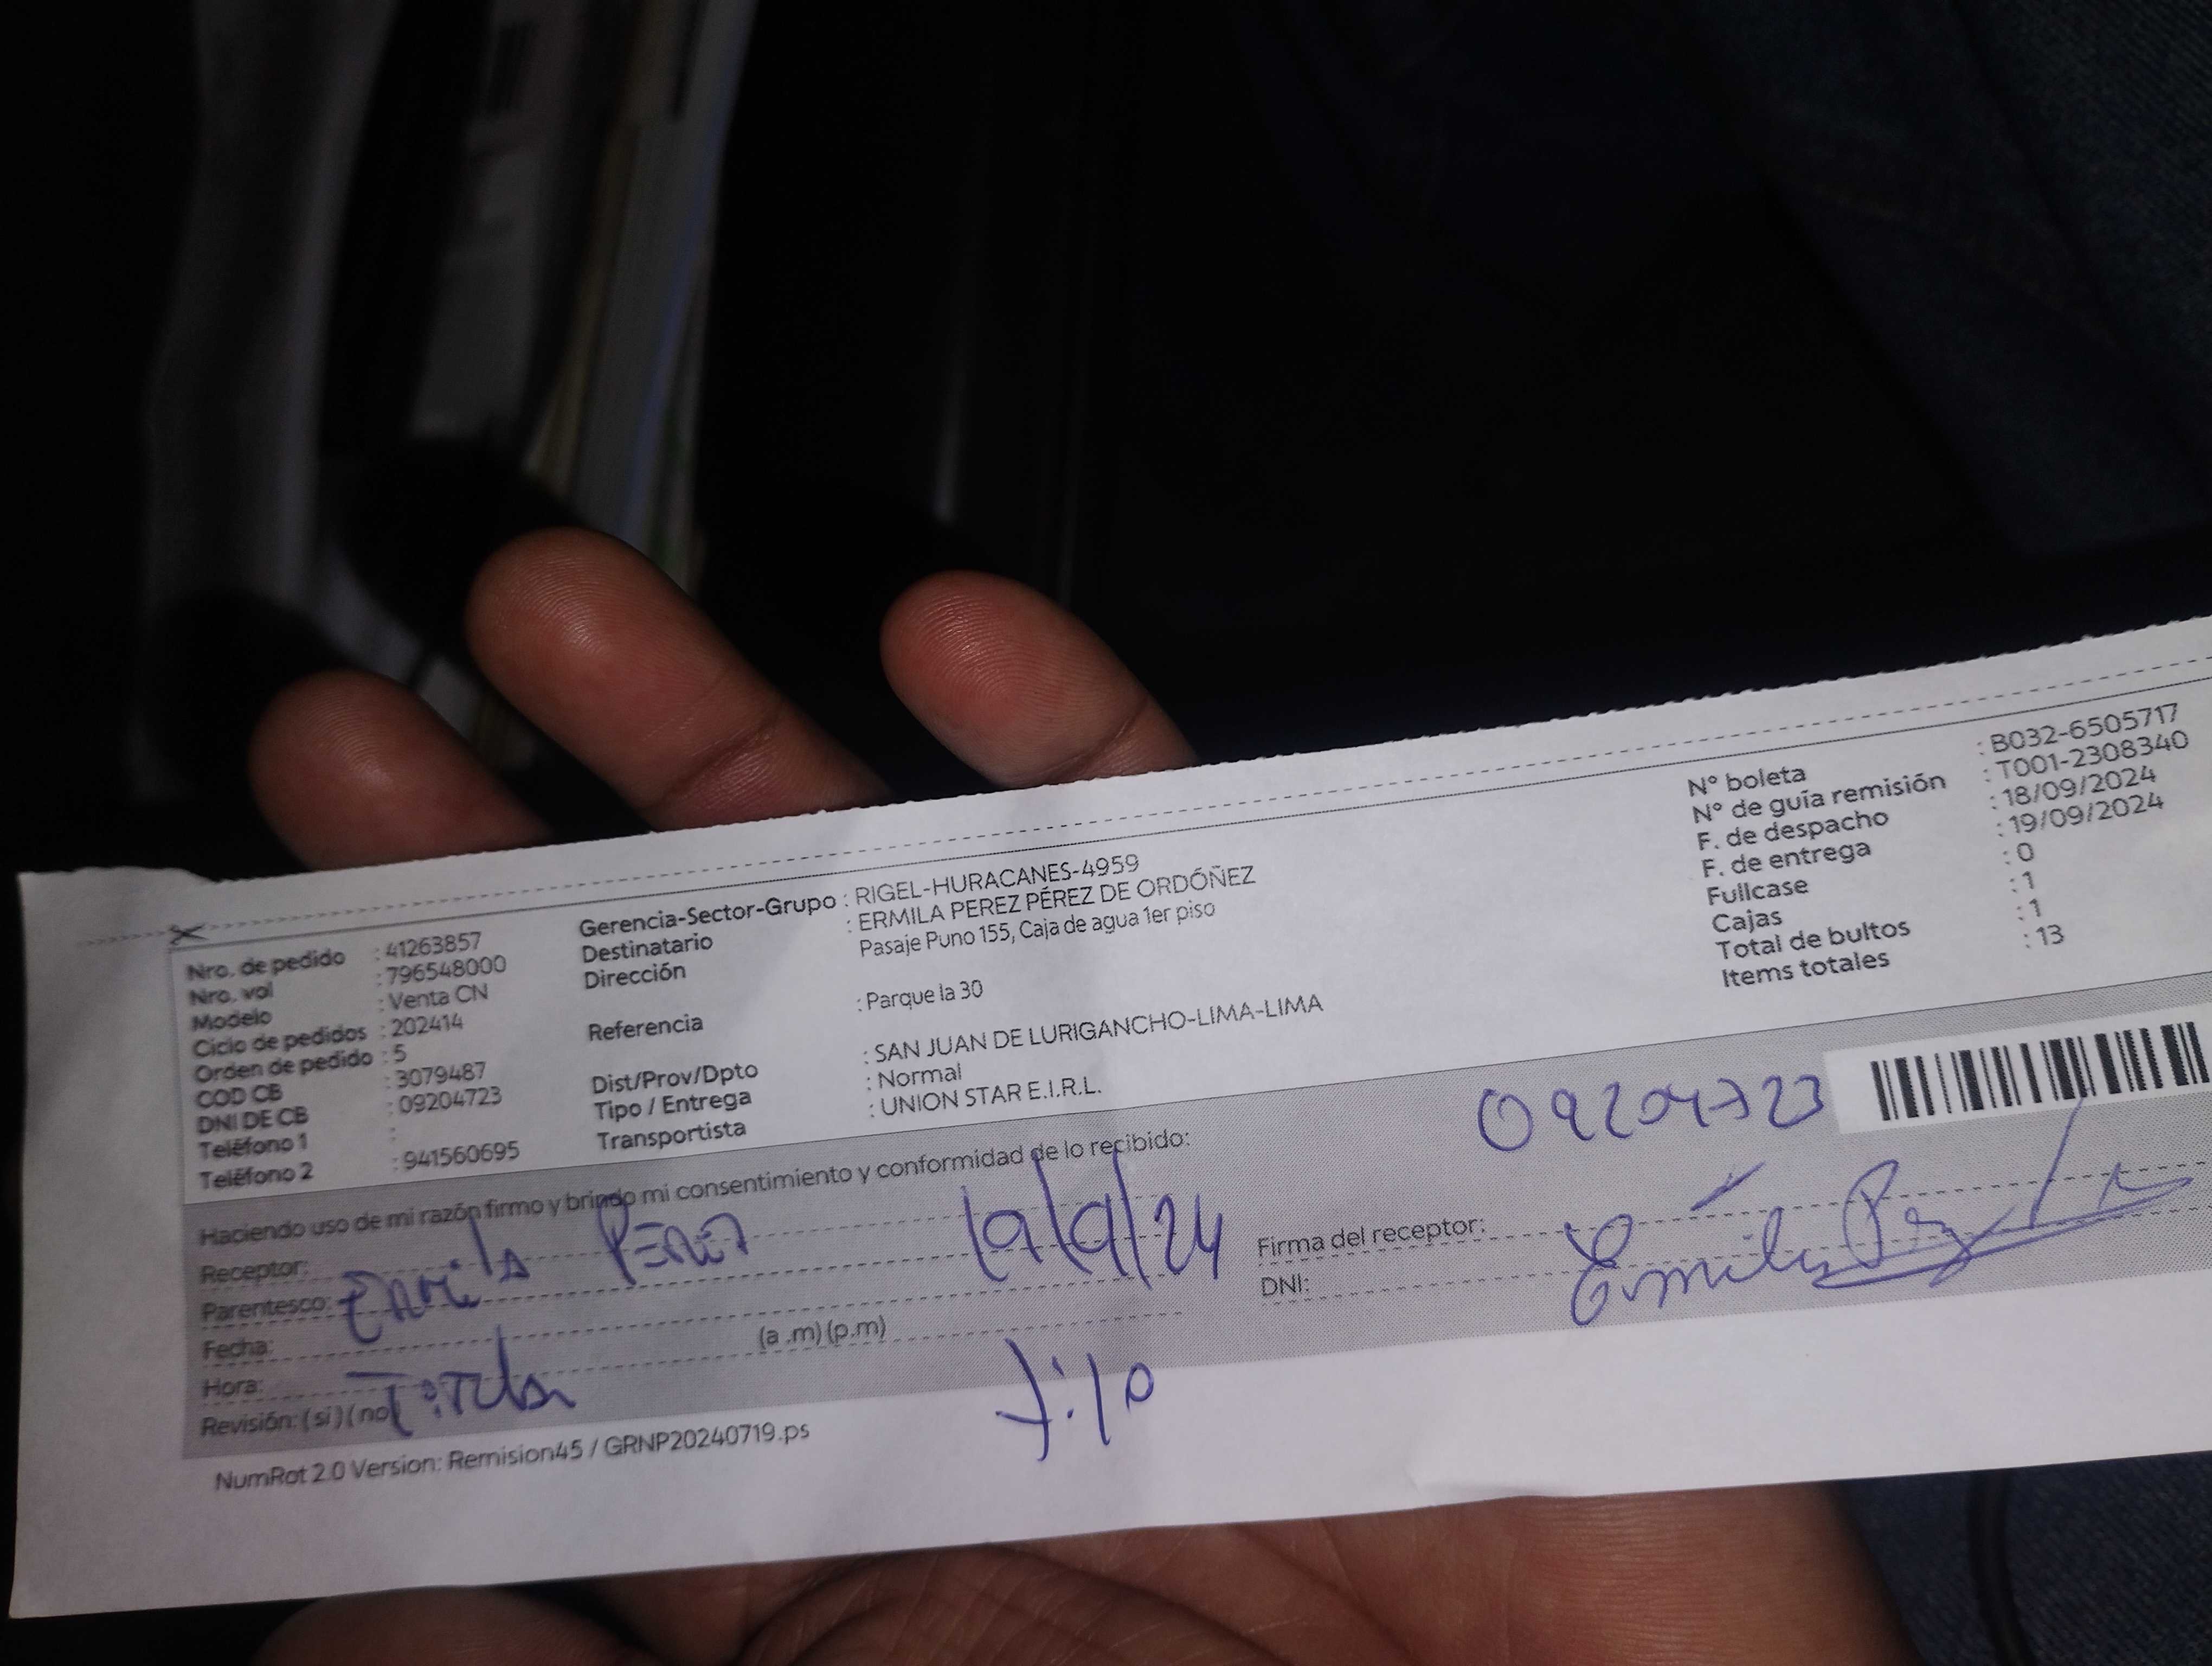 Nro. de pedido : 41263857
Nro. vol : 796548000
Modelo : Venta CN
Ciclo de pedidos : 202414
Orden de pedido : 5
COD CB : 3079487
DNI DE CB : 09204723
Teléfono 1 :
Teléfono 2 : 941560695
Gerencia-Sector-Grupo : RIGEL-HURACANES-4959
Destinatario : ERMILA PEREZ PÉREZ DE ORDÓÑEZ
Dirección Pasaje Puno 155, Caja de agua 1er piso
Referencia : Parque la 30
Dist/Prov/Dpto : SAN JUAN DE LURIGANCHO-LIMA-LIMA
Tipo / Entrega : Normal
Transportista : UNION STAR E.I.R.L.
N° boleta : B032-6505717
N° de guía remisión : T001-2308340
F. de despacho : 18/09/2024
F. de entrega : 19/09/2024
Fullcase : 0
Cajas : 1
Total de bultos : 1
Items totales : 13
Haciendo uso de mi razón firmo y brindo mi consentimiento y conformidad de lo recibido:
09204723
Receptor:
Parentesco:
19/9/24
Fecha:
Hora: (a .m) (p.m)
Revisión: (si) (no)
Firma del receptor:
DNI:
NumRot 2.0 Version: Remision45 / GRNP20240719.ps